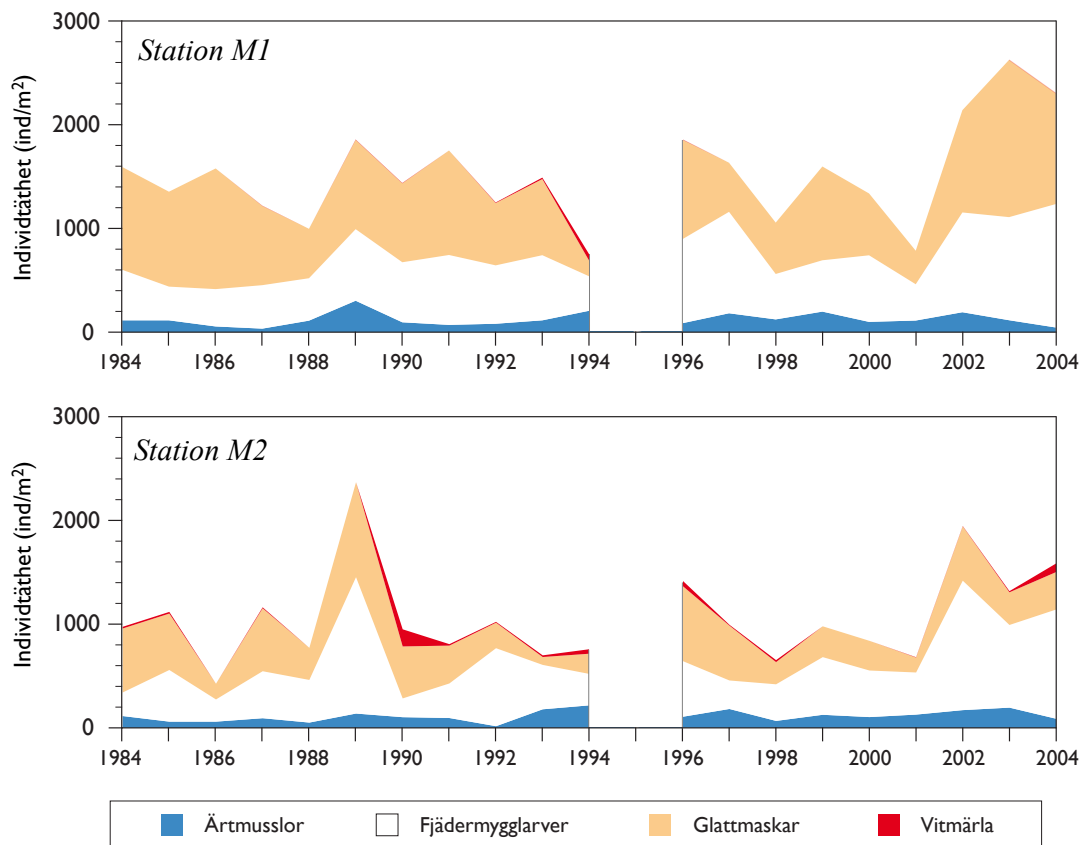 3000
Station M1
2000
1000
0
Individtäthet (ind/m²)
1984 1986 1988 1990 1992 1994 1996 1998 2000 2002 2004
3000
Station M2
2000
1000
0
Individtäthet (ind/m²)
1984 1986 1988 1990 1992 1994 1996 1998 2000 2002 2004
Ärtmusslor Fjädermygglarver Glattmaskar Vitmärla